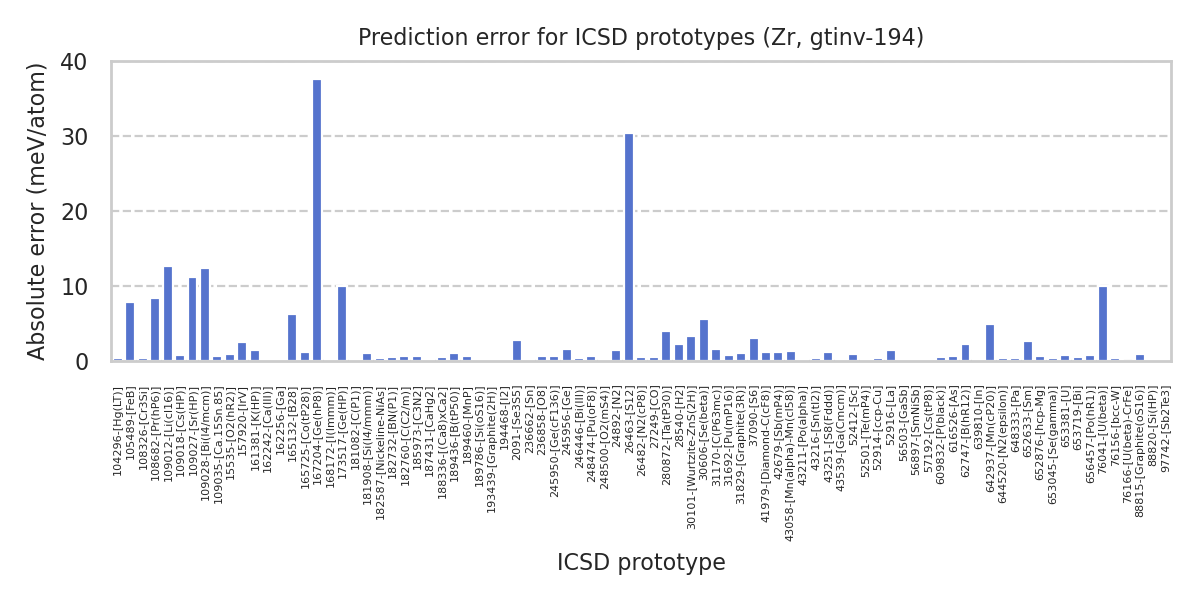 Prediction error for ICSD prototypes (Zr, gtinv-194)
Absolute error (meV/atom)
40
30
20
10
0
104296-[Hg(LT)]
105489-[FeB]
108326-[Cr3Si]
108682-[Pr(hP6)]
109012-[Li(cI16)]
109018-[Cs(HP)]
109027-[Sr(HP)]
109028-[Bi(I4/mcm)]
109035-[Ca.15Sn.85]
15535-[O2(hR2)]
157920-[IrV]
161381-[K(HP)]
162242-[Ca(III)]
162256-[Ga]
165132-[B28]
165725-[Co(tP28)]
167204-[Ge(hP8)]
168172-[I(Immm)]
173517-[Ge(HP)]
181082-[C(P1)]
181908-[Si(I4/mmm)]
182587-[Nickeline-NiAs]
182732-[BN(P1)]
182760-[C(C2/m)]
185973-[C3N2]
187431-[CaHg2]
188336-[(Ca8)xCa2]
189436-[B(tP50)]
189460-[MnP]
189786-[Si(oS16)]
193439-[Graphite(2H)]
194468-[I2]
20091-[Se3S5]
236662-[Sn]
236858-[O8]
245950-[Ge(cF136)]
245956-[Ge]
246446-[Bi(III)]
248474-[Pu(oF8)]
248500-[O2(mS4)]
24892-[N2]
26463-[S12]
26482-[N2(cP8)]
27249-[CO]
280872-[Ta(tP30)]
28540-[H2]
30101-[Wurtzite-ZnS(2H)]
30606-[Se(beta)]
31170-[C(P63mc)]
31692-[Pu(mP16)]
31829-[Graphite(3R)]
37090-[S6]
41979-[Diamond-C(cF8)]
42679-[Sb(mP4)]
43058-[Mn(alpha)-Mn(cI58)]
43211-[Po(alpha)]
43216-[Sn(tI2)]
43251-[S8(Fddd)]
43539-[Ga(Cmcm)]
52412-[Sc]
52501-[Te(mP4)]
52914-[ccp-Cu]
52916-[La]
56503-[GaSb]
56897-[SmNiSb]
57192-[Cs(tP8)]
609832-[P(black)]
616526-[As]
62747-[B(hR12)]
639810-[In]
642937-[Mn(cP20)]
644520-[N2(epsilon)]
648333-[Pa]
652633-[Sm]
652876-[hcp-Mg]
653045-[Se(gamma)]
653381-[U]
653719-[Bi]
656457-[Po(hR1)]
76041-[U(beta)]
76156-[bcc-W]
76166-[U(beta)-CrFe]
88815-[Graphite(oS16)]
88820-[Si(HP)]
97742-[Sb2Te3]
ICSD prototype